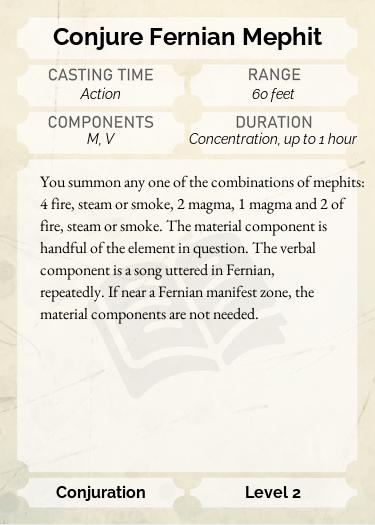 Conjure Fernian Mephit
CASTING TIME
Action
RANGE
60 feet
COMPONENTS
M, V
DURATION
Concentration, up to 1 hour
You summon any one of the combinations of mephits:
4 fire, steam or smoke, 2 magma, 1 magma and 2 of
fire, steam or smoke. The material component is
handful of the element in question. The verbal
component is a song uttered in Fernian,
repeatedly. If near a Fernian manifest zone, the
material components are not needed.
Conjuration
Level 2